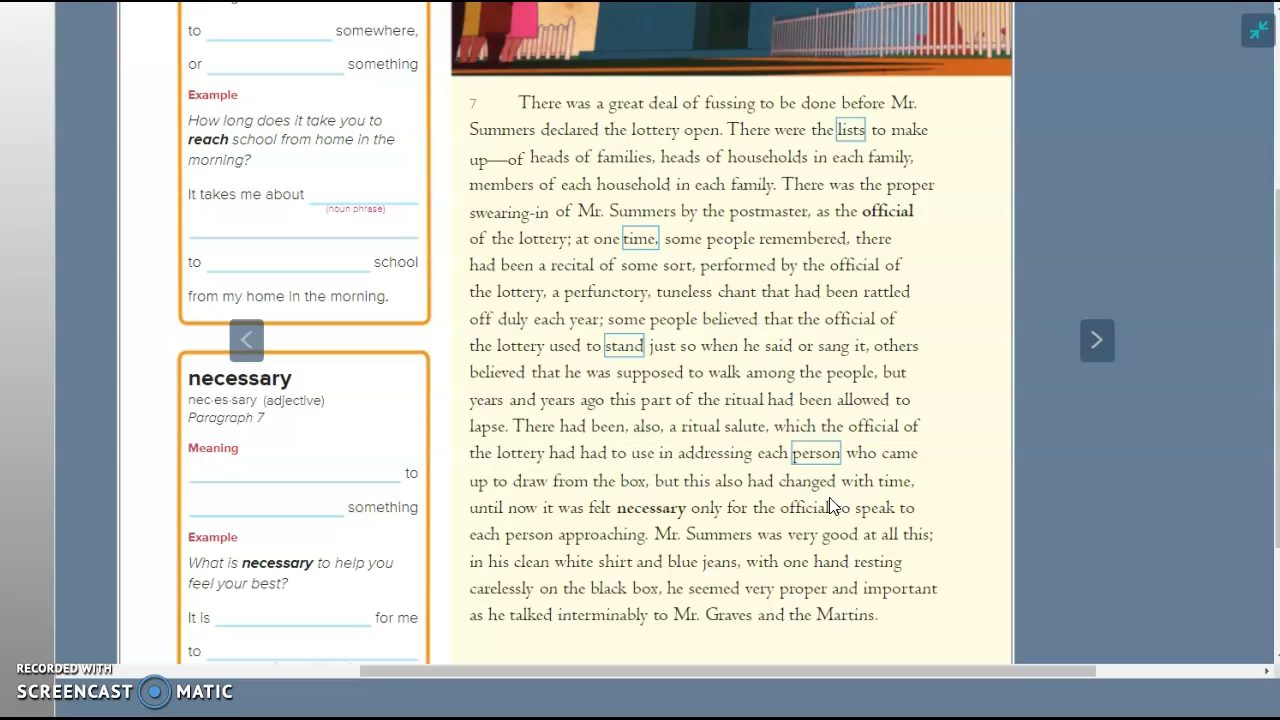 to somewhere,
or something
Example
How long does it take you to
reach school from home in the
morning?
It takes me about
(noun phrase)
to school
from my home in the morning.
necessary
nec·es·sary (adjective)
Paragraph 7
Meaning
to
something
Example
What is necessary to help you
feel your best?
It is for me
to
7 There was a great deal of fussing to be done before Mr.
Summers declared the lottery open. There were the lists to make
up—of heads of families, heads of households in each family,
members of each household in each family. There was the proper
swearing-in of Mr. Summers by the postmaster, as the official
of the lottery; at one time, some people remembered, there
had been a recital of some sort, performed by the official of
the lottery, a perfunctory, tuneless chant that had been rattled
off duly each year; some people believed that the official of
the lottery used to stand just so when he said or sang it, others
believed that he was supposed to walk among the people, but
years and years ago this part of the ritual had been allowed to
lapse. There had been, also, a ritual salute, which the official of
the lottery had had to use in addressing each person who came
up to draw from the box, but this also had changed with time,
until now it was felt necessary only for the official to speak to
each person approaching. Mr. Summers was very good at all this;
in his clean white shirt and blue jeans, with one hand resting
carelessly on the black box, he seemed very proper and important
as he talked interminably to Mr. Graves and the Martins.
RECORDED WITH
SCREENCAST MATIC